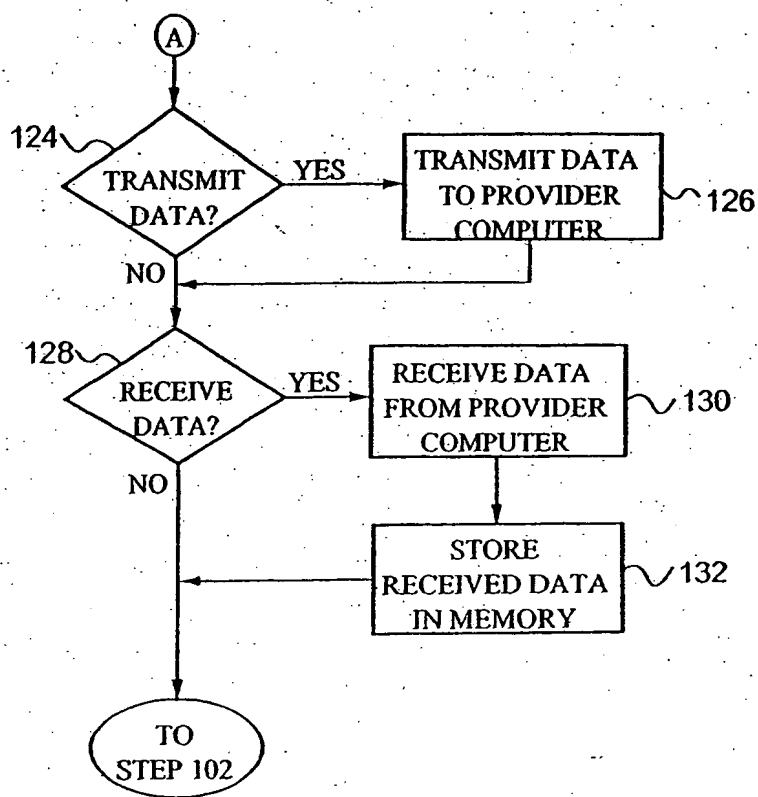 A
124
TRANSMIT
DATA?
YES
TRANSMIT DATA
TO PROVIDER
COMPUTER
126
NO
128
RECEIVE
DATA?
YES
RECEIVE DATA
FROM PROVIDER
COMPUTER
130
NO
STORE
RECEIVED DATA
IN MEMORY
132
TO
STEP 102